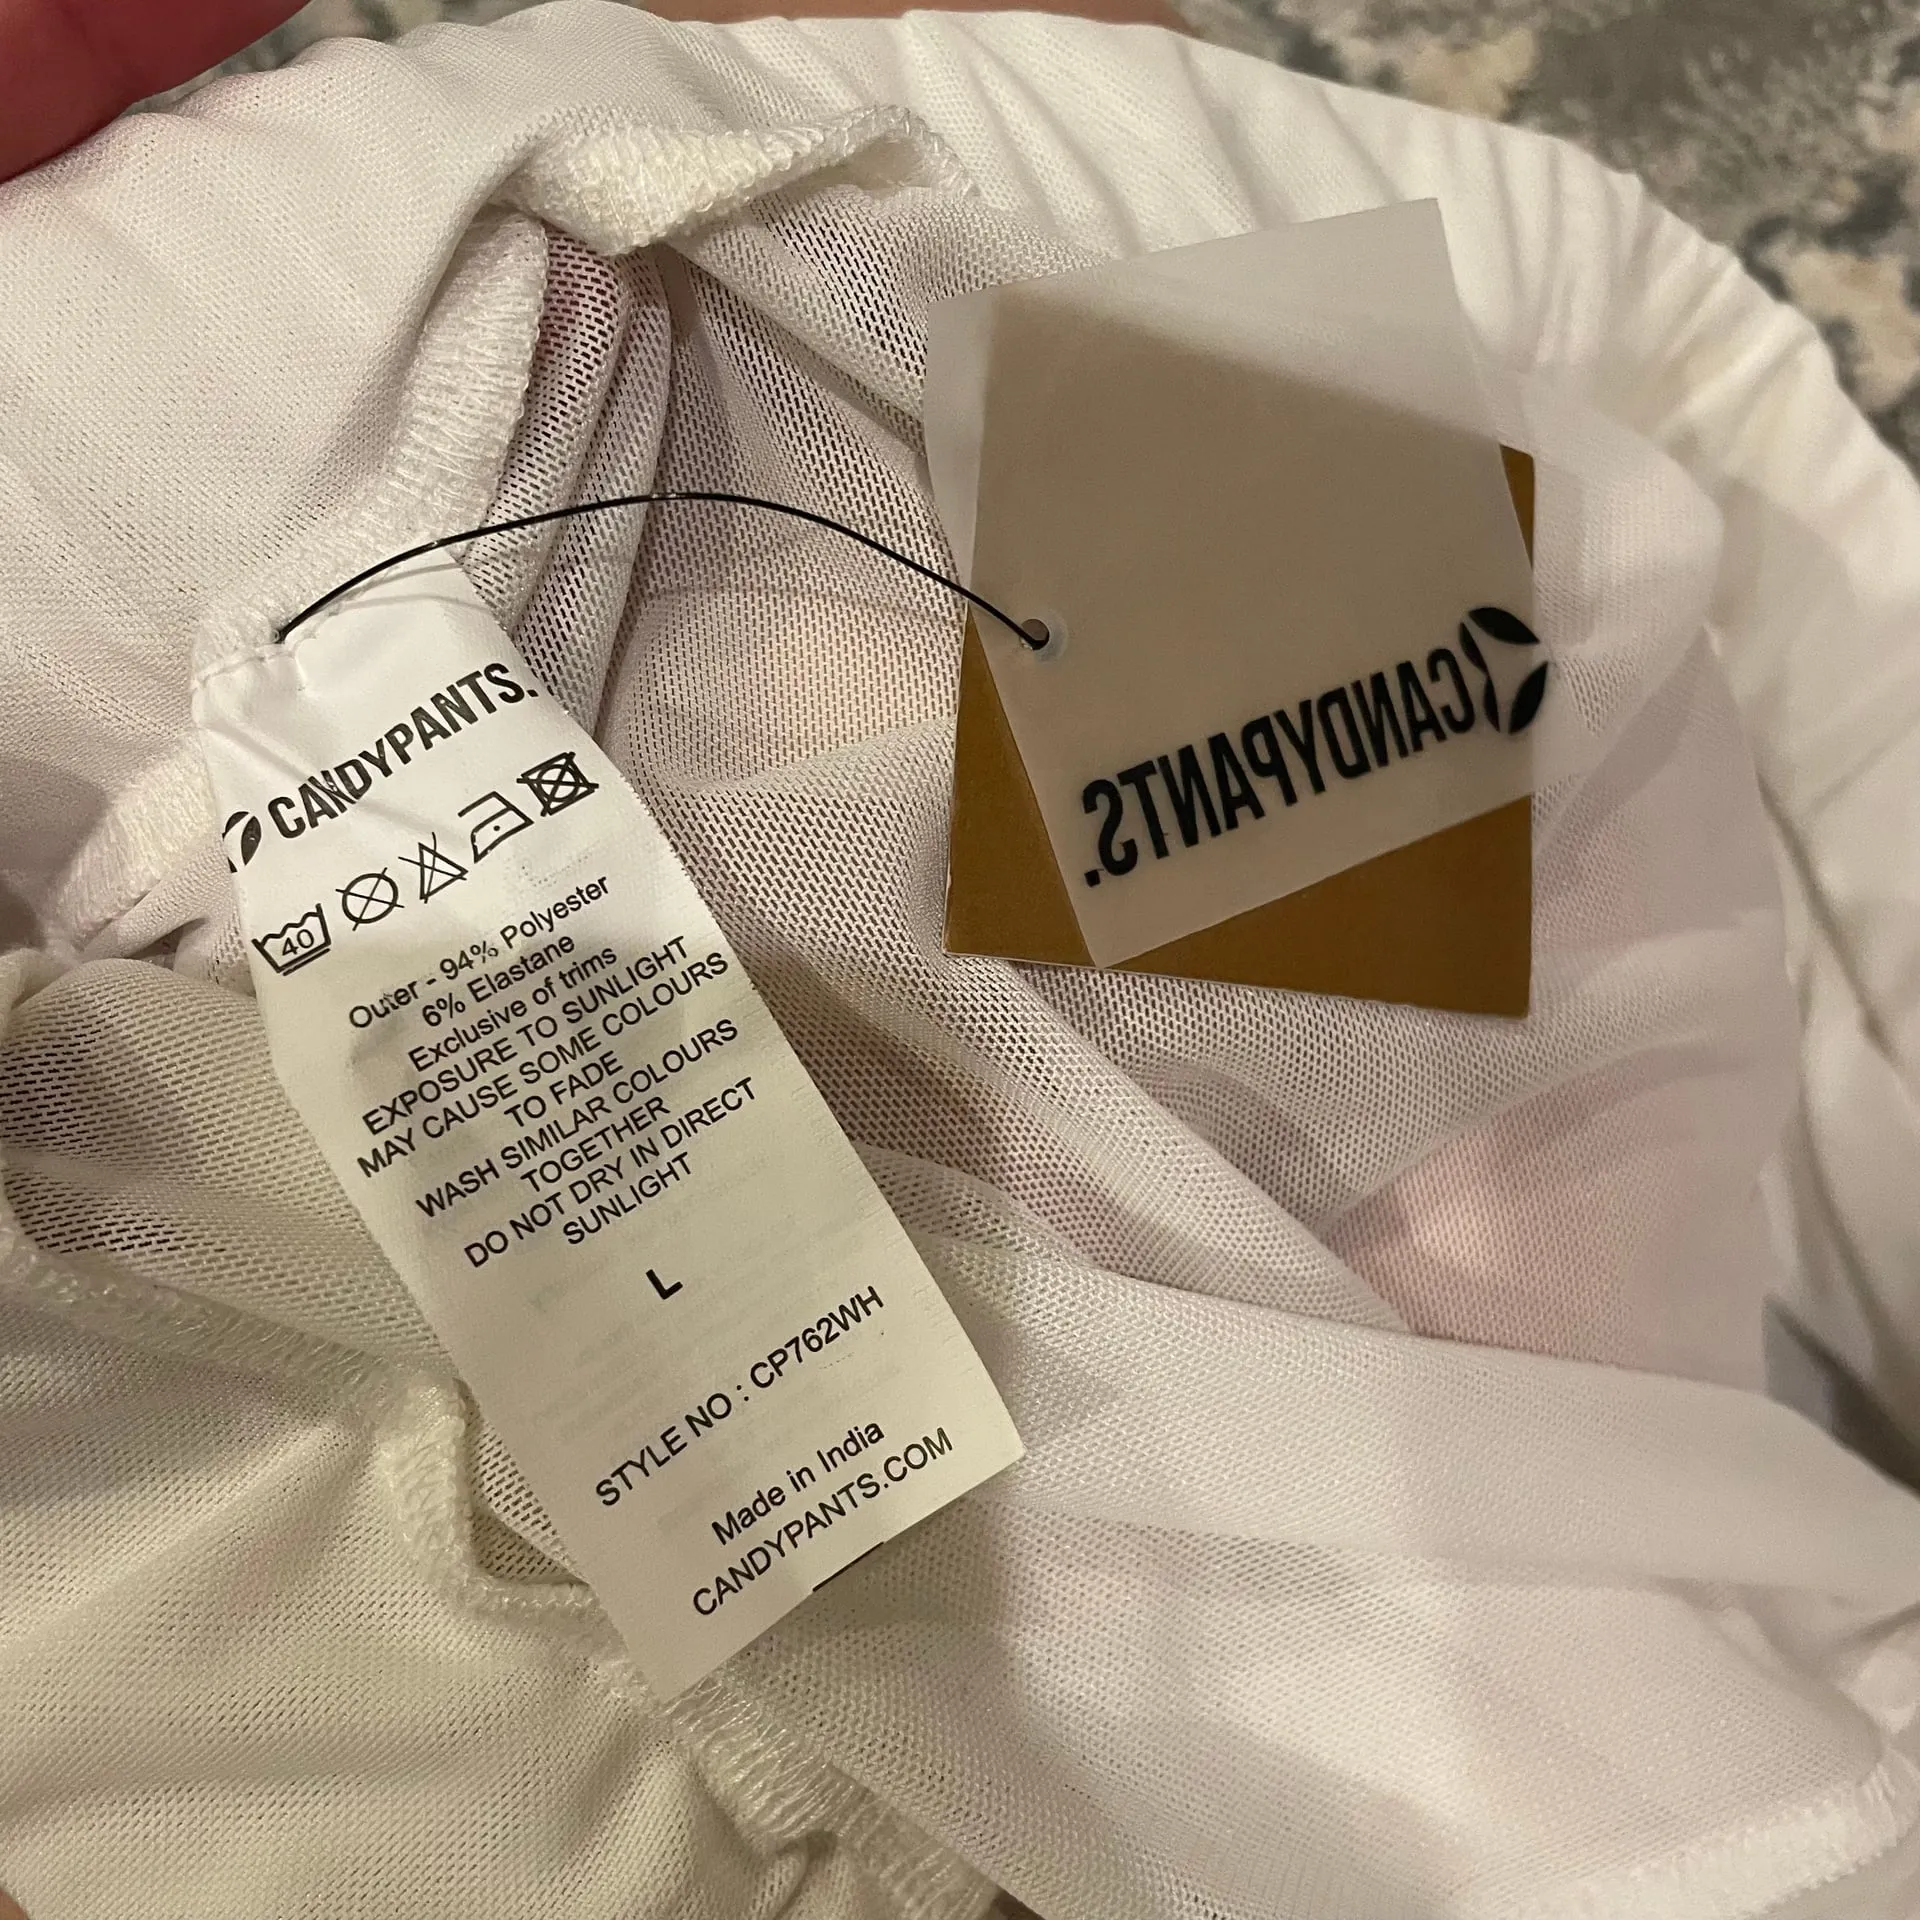 CANDYPANTS.
40
Outer - 94% Polyester
6% Elastane
Exclusive of trims
EXPOSURE TO SUNLIGHT
MAY CAUSE SOME COLOURS
TO FADE
WASH SIMILAR COLOURS
TOGETHER
DO NOT DRY IN DIRECT
SUNLIGHT
L
STYLE NO : CP762WH
Made in India
CANDYPANTS.COM
CANDYPANTS.